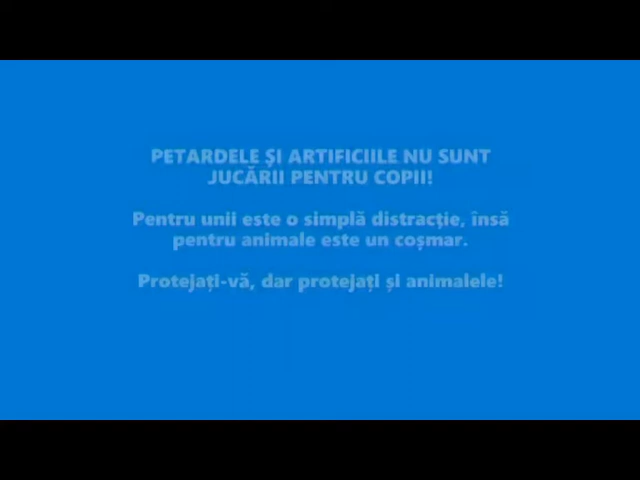 PETARDELE ȘI ARTIFICIILE NU SUNT
JUCĂRII PENTRU COPII!
Pentru unii este o simplă distracție, însă
pentru animale este un coșmar.
Protejați-vă, dar protejați și animalele!